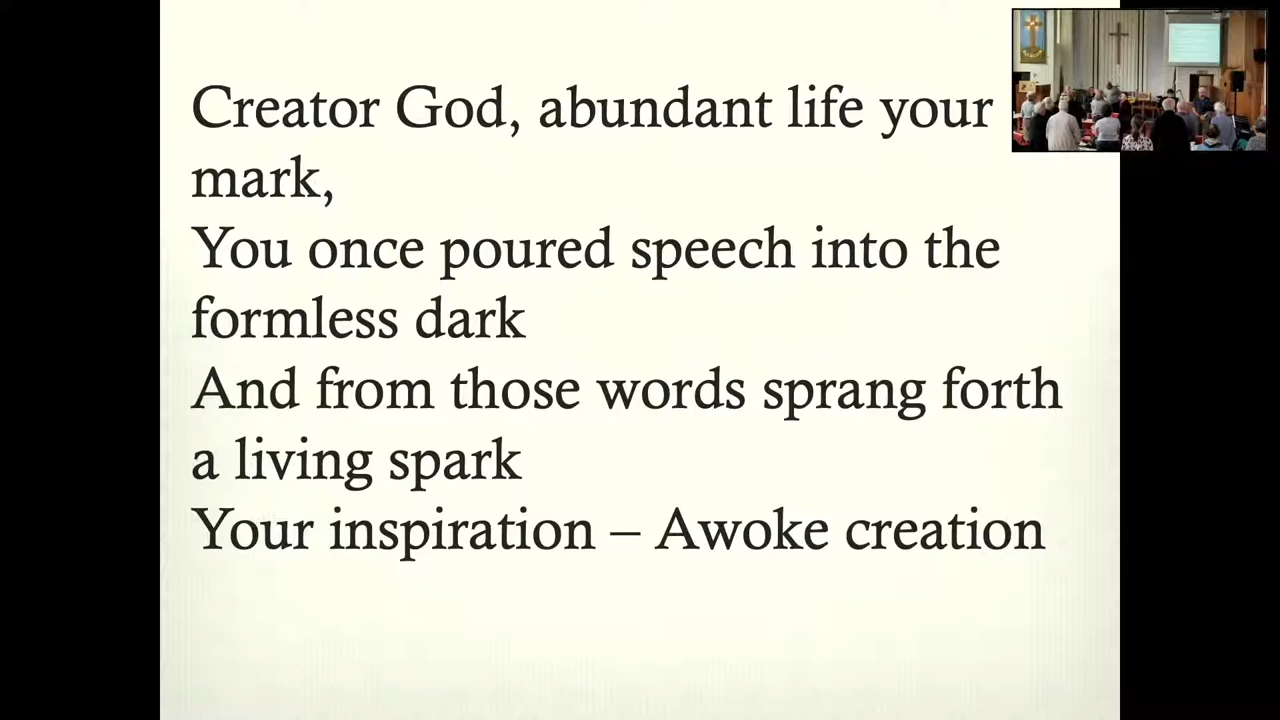 Creator God, abundant life your
mark,
You once poured speech into the
formless dark
And from those words sprang forth
a living spark
Your inspiration – Awoke creation